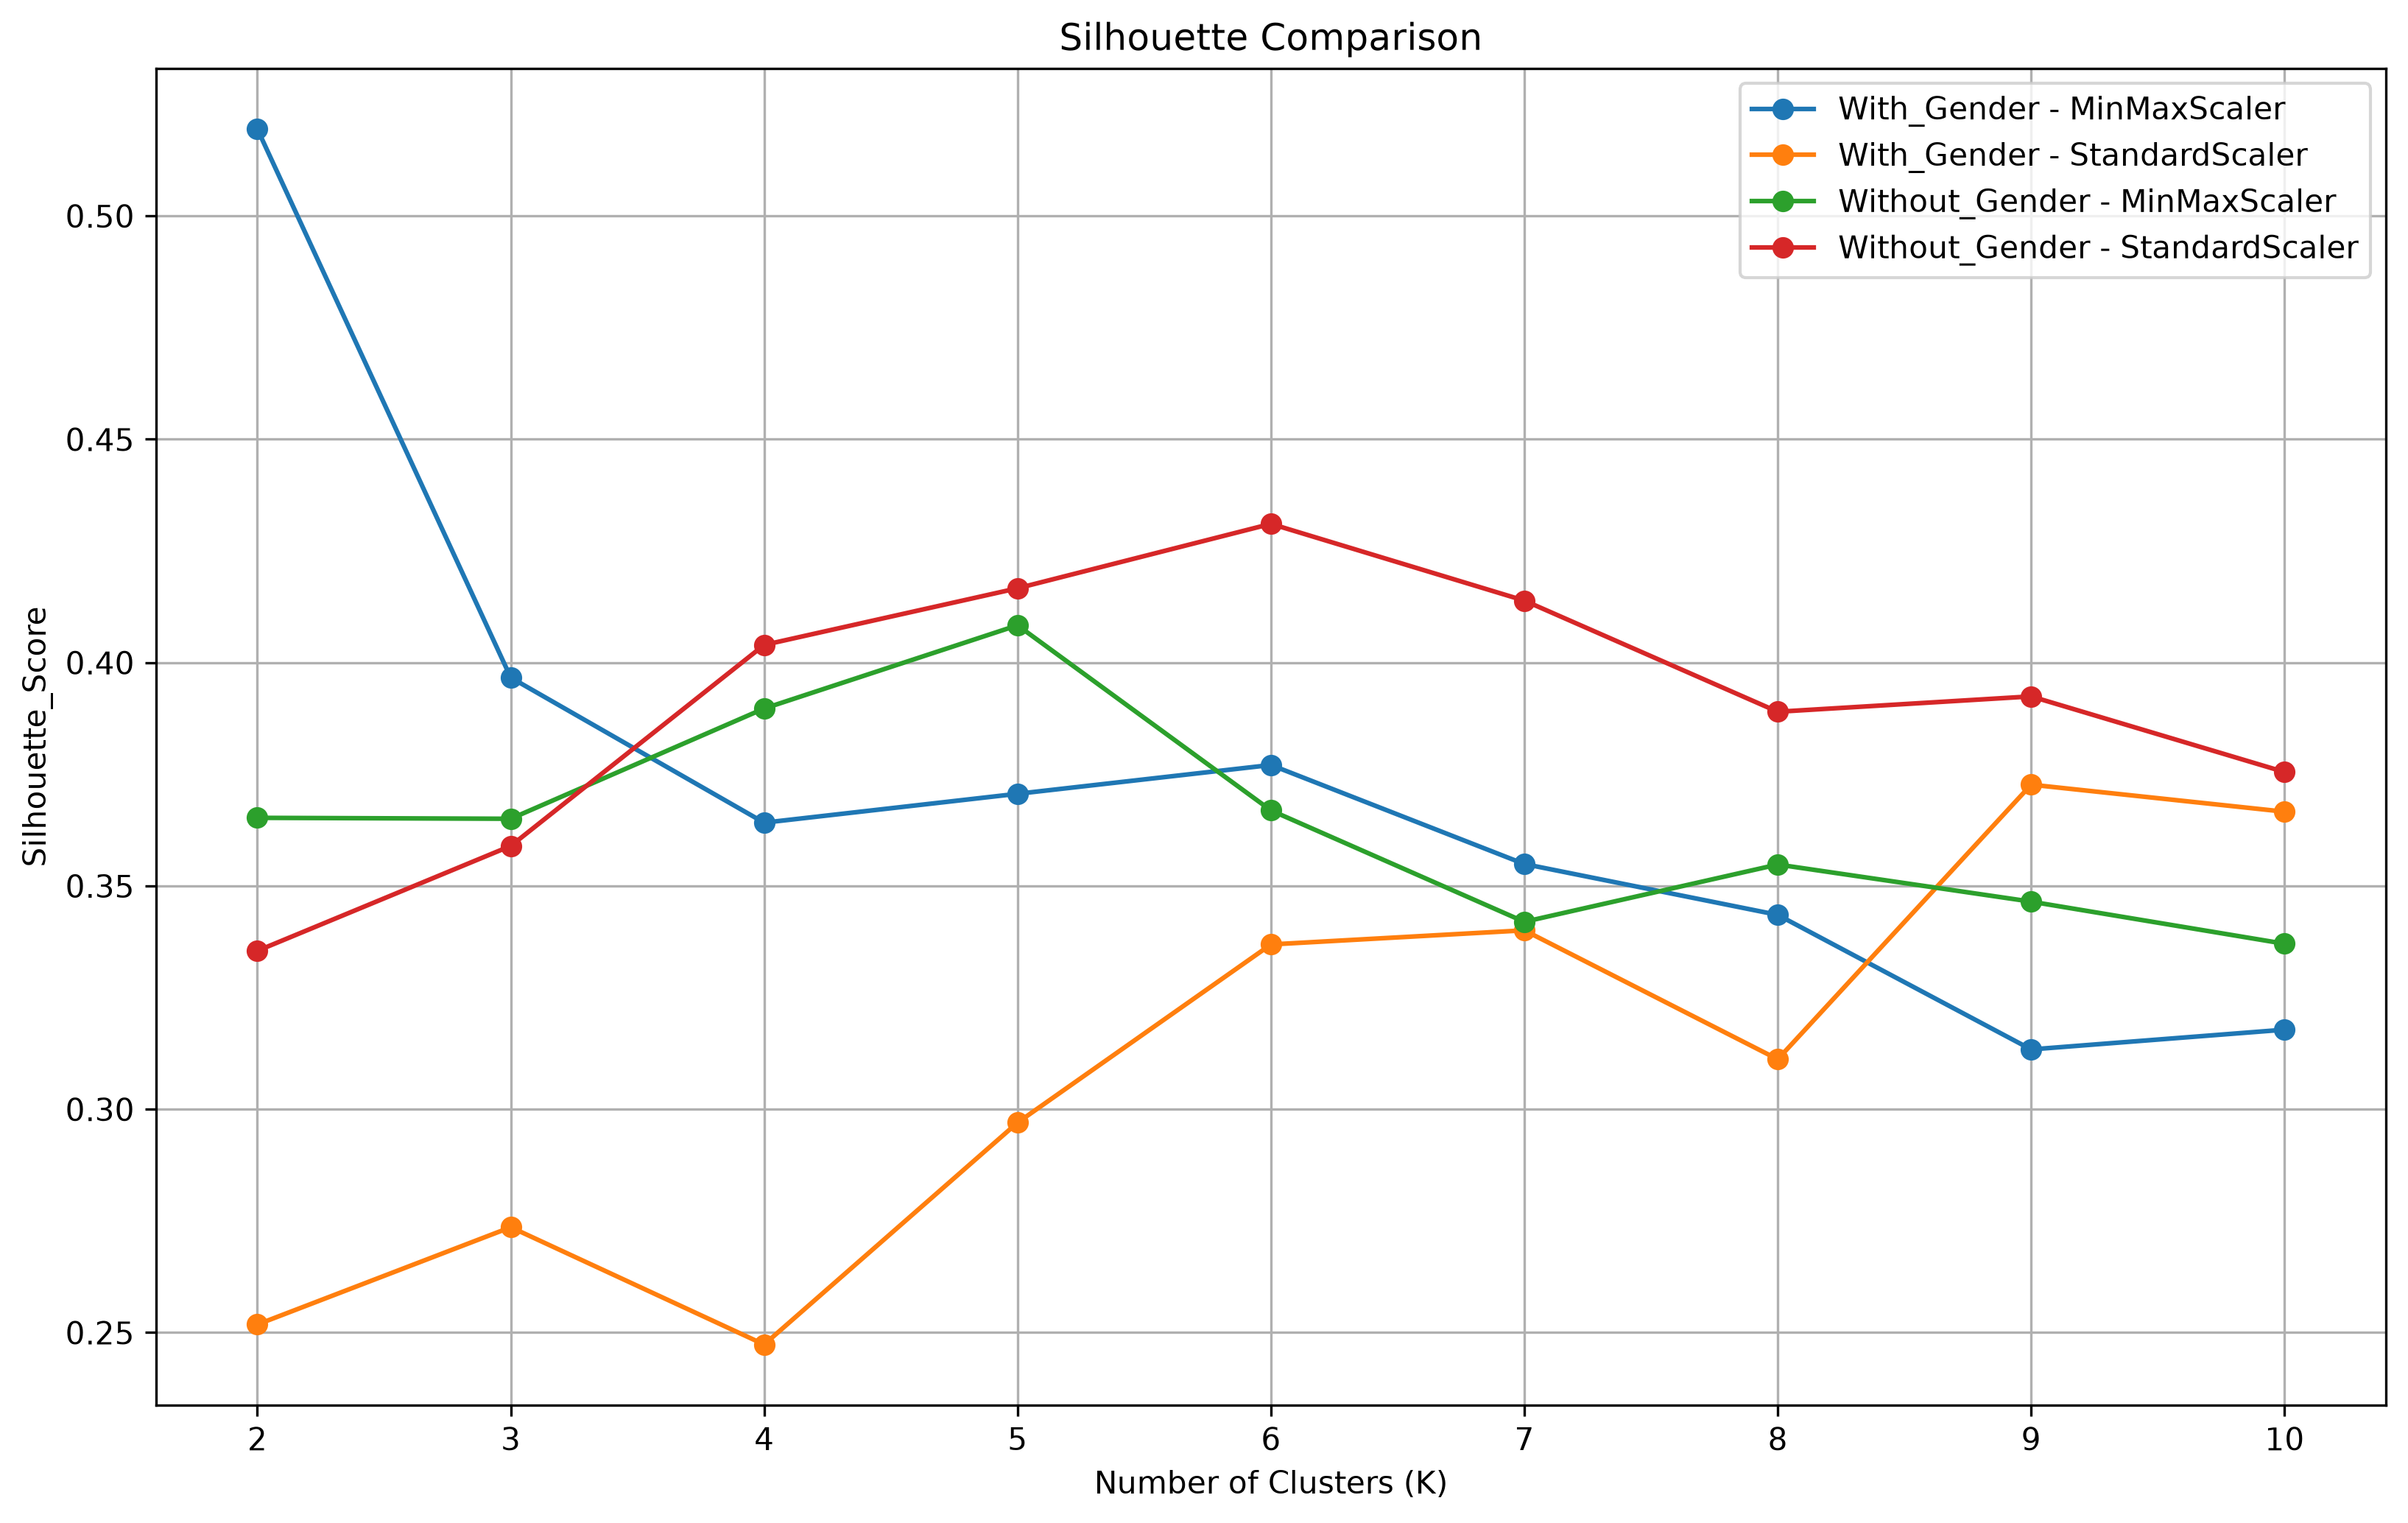 Silhouette Comparison
With_Gender - MinMaxScaler
With_Gender - StandardScaler
Without_Gender - MinMaxScaler
Without_Gender - StandardScaler
Silhouette_Score
0.50
0.45
0.40
0.35
0.30
0.25
2 3 4 5 6 7 8 9 10
Number of Clusters (K)